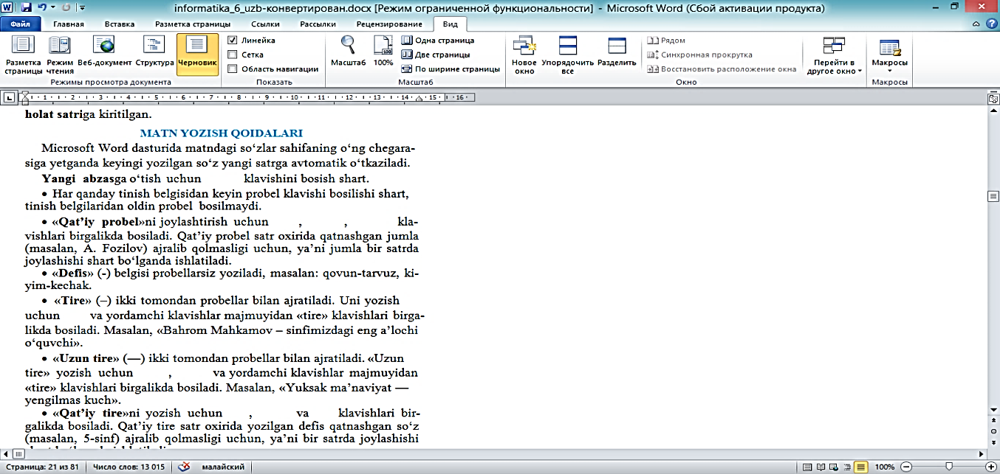 informatika_6_uzb-конвертирован.docx [Режим ограниченной функциональности] - Microsoft Word (Сбой активации продукта)
Файл Главная Вставка Разметка страницы Ссылки Рассылки Рецензирование Вид
Разметка страницы
Режим чтения
Веб-документ
Структура
Черновик
Режимы просмотра документа
Линейка
Сетка
Область навигации
Показать
Масштаб
100%
Одна страница
Две страницы
По ширине страницы
Масштаб
Новое окно
Упорядочить все
Разделить
Рядом
Синхронная прокрутка
Восстановить расположение окна
Окно
Перейти в другое окно
Макросы
Макросы
1 2 3 4 5 6 7 8 9 10 11 12 13 14 15 16
holat satriga kiritilgan.
MATN YOZISH QOIDALARI
Microsoft Word dasturida matndagi so‘zlar sahifaning o‘ng chegara-
siga yetganda keyingi yozilgan so‘z yangi satrga avtomatik o‘tkaziladi.
Yangi abzasga o‘tish uchun klavishini bosish shart.
• Har qanday tinish belgisidan keyin probel klavishi bosilishi shart,
tinish belgilaridan oldin probel bosilmaydi.
• «Qat’iy probel»ni joylashtirish uchun , , kla-
vishlari birgalikda bosiladi. Qat’iy probel satr oxirida qatnashgan jumla
(masalan, A. Fozilov) ajralib qolmasligi uchun, ya’ni jumla bir satrda
joylashishi shart bo‘lganda ishlatiladi.
• «Defis» (-) belgisi probellarsiz yoziladi, masalan: qovun-tarvuz, ki-
yim-kechak.
• «Tire» (–) ikki tomondan probellar bilan ajratiladi. Uni yozish
uchun va yordamchi klavishlar majmuyidan «tire» klavishlari birga-
likda bosiladi. Masalan, «Bahrom Mahkamov – sinfimizdagi eng a’lochi
o‘quvchi».
• «Uzun tire» (—) ikki tomondan probellar bilan ajratiladi. «Uzun
tire» yozish uchun , va yordamchi klavishlar majmuyidan
«tire» klavishlari birgalikda bosiladi. Masalan, «Yuksak ma’naviyat —
yengilmas kuch».
• «Qat’iy tire»ni yozish uchun , va klavishlari bir-
galikda bosiladi. Qat’iy tire satr oxirida yozilgan defis qatnashgan so‘z
(masalan, 5-sinf) ajralib qolmasligi uchun, ya’ni bir satrda joylashishi
Страница: 21 из 81 Число слов: 13 015 малайский 100%